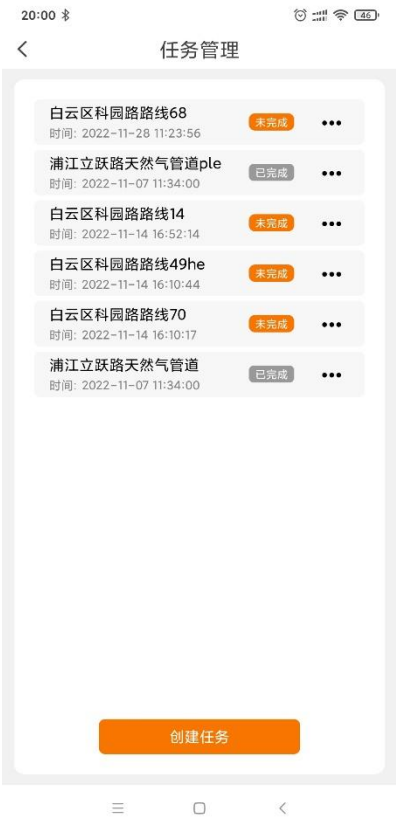 20:00
46
任务管理
白云区科园路路线68
未完成
时间: 2022-11-28 11:23:56
浦江立跃路天然气管道ple
已完成
时间: 2022-11-07 11:34:00
白云区科园路路线14
未完成
时间: 2022-11-14 16:52:14
白云区科园路路线49he
未完成
时间: 2022-11-14 16:10:44
白云区科园路路线70
未完成
时间: 2022-11-14 16:10:17
浦江立跃路天然气管道
已完成
时间: 2022-11-07 11:34:00
创建任务